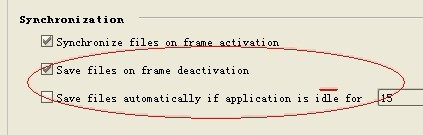 Synchronization
Synchronize files on frame activation
Save files on frame deactivation
Save files automatically if application is idle for 15